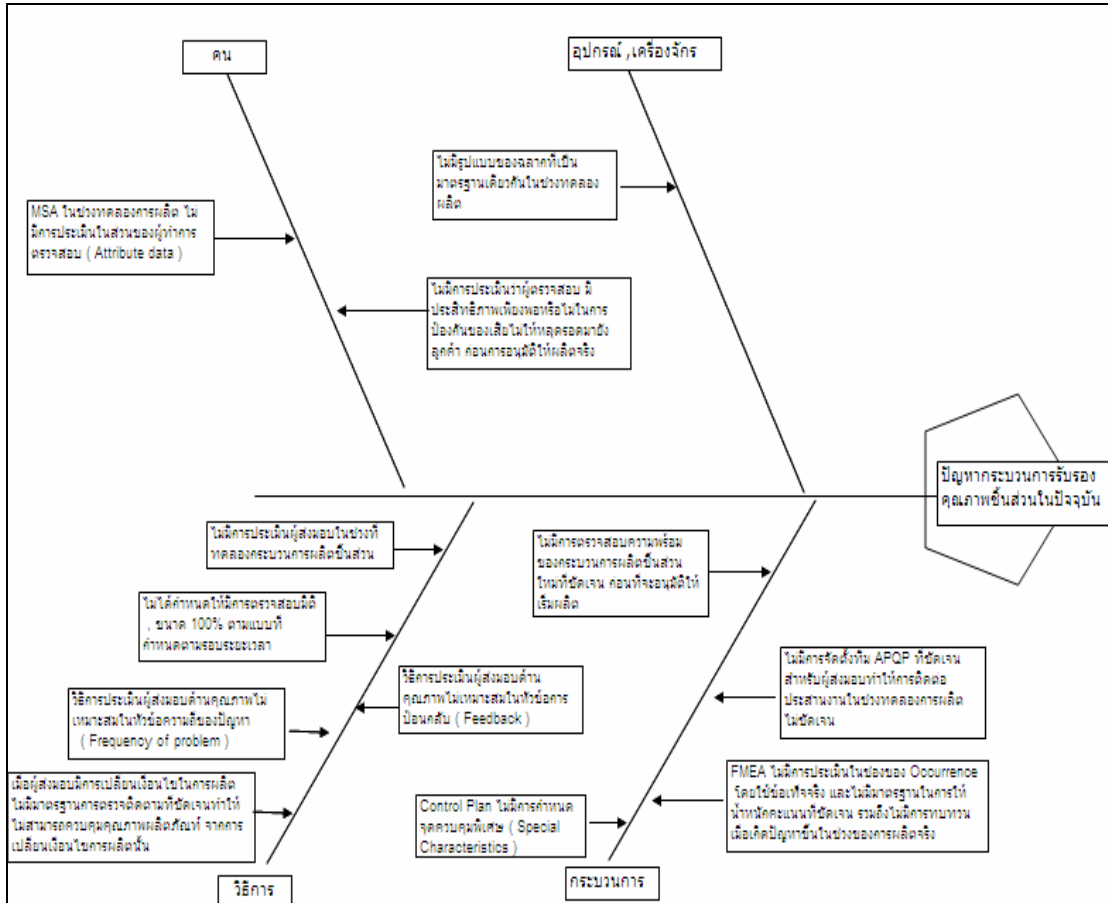 คน
อุปกรณ์ ,เครื่องจักร
ไม่มีรูปแบบของฉลากที่เป็น
มาตรฐานเดียวกันในช่วงทดลอง
ผลิต
MSA ในช่วงทดลองการผลิต ไม่
มีการประเมินในส่วนของผู้ทำการ
ตรวจสอบ ( Attribute data )
ไม่มีการประเมินว่าผู้ตรวจสอบ มี
ประสิทธิภาพเพียงพอหรือไม่ในการ
ป้องกันของเสียไม่ให้หลุดรอดมายัง
ลูกค้า ก่อนการอนุมัติให้ผลิตจริง
ปัญหากระบวนการรับรอง
คุณภาพชิ้นส่วนในปัจจุบัน
ไม่มีการประเมินผู้ส่งมอบในช่วงที่
ทดลองกระบวนการผลิตชิ้นส่วน
ไม่มีการตรวจสอบความพร้อม
ของกระบวนการผลิตชิ้นส่วน
ใหม่ที่ชัดเจน ก่อนที่จะอนุมัติให้
เริ่มผลิต
ไม่ได้กำหนดให้มีการตรวจสอบมิติ
, ขนาด 100% ตามแบบที่
กำหนดตามรอบระยะเวลา
ไม่มีการจัดตั้งทีม APQP ที่ชัดเจน
สำหรับผู้ส่งมอบทำให้การติดต่อ
ประสานงานในช่วงทดลองการผลิต
ไม่ชัดเจน
วิธีการประเมินผู้ส่งมอบด้าน
คุณภาพไม่เหมาะสมในหัวข้อการ
ป้อนกลับ ( Feedback )
วิธีการประเมินผู้ส่งมอบด้านคุณภาพไม่
เหมาะสมในหัวข้อความถี่ของปัญหา
( Frequency of problem )
FMEA ไม่มีการประเมินในช่องของ Occurrence
โดยใช้ข้อเท็จจริง และไม่มีมาตรฐานในการให้
น้ำหนักคะแนนที่ชัดเจน รวมถึงไม่มีการทบทวน
เมื่อเกิดปัญหาขึ้นในช่วงของการผลิตจริง
เมื่อผู้ส่งมอบมีการเปลี่ยนเงื่อนไขในการผลิต
ไม่มีมาตรฐานการตรวจติดตามที่ชัดเจนทำให้
ไม่สามารถควบคุมคุณภาพผลิตภัณฑ์ จากการ
เปลี่ยนเงื่อนไขการผลิตนั้น
Control Plan ไม่มีการกำหนด
จุดควบคุมพิเศษ ( Special
Characteristics )
วิธีการ
กระบวนการ